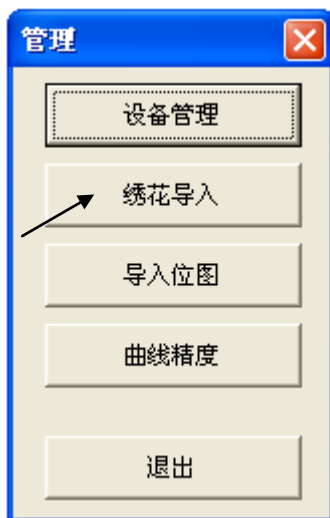 管理
设备管理
绣花导入
导入位图
曲线精度
退出